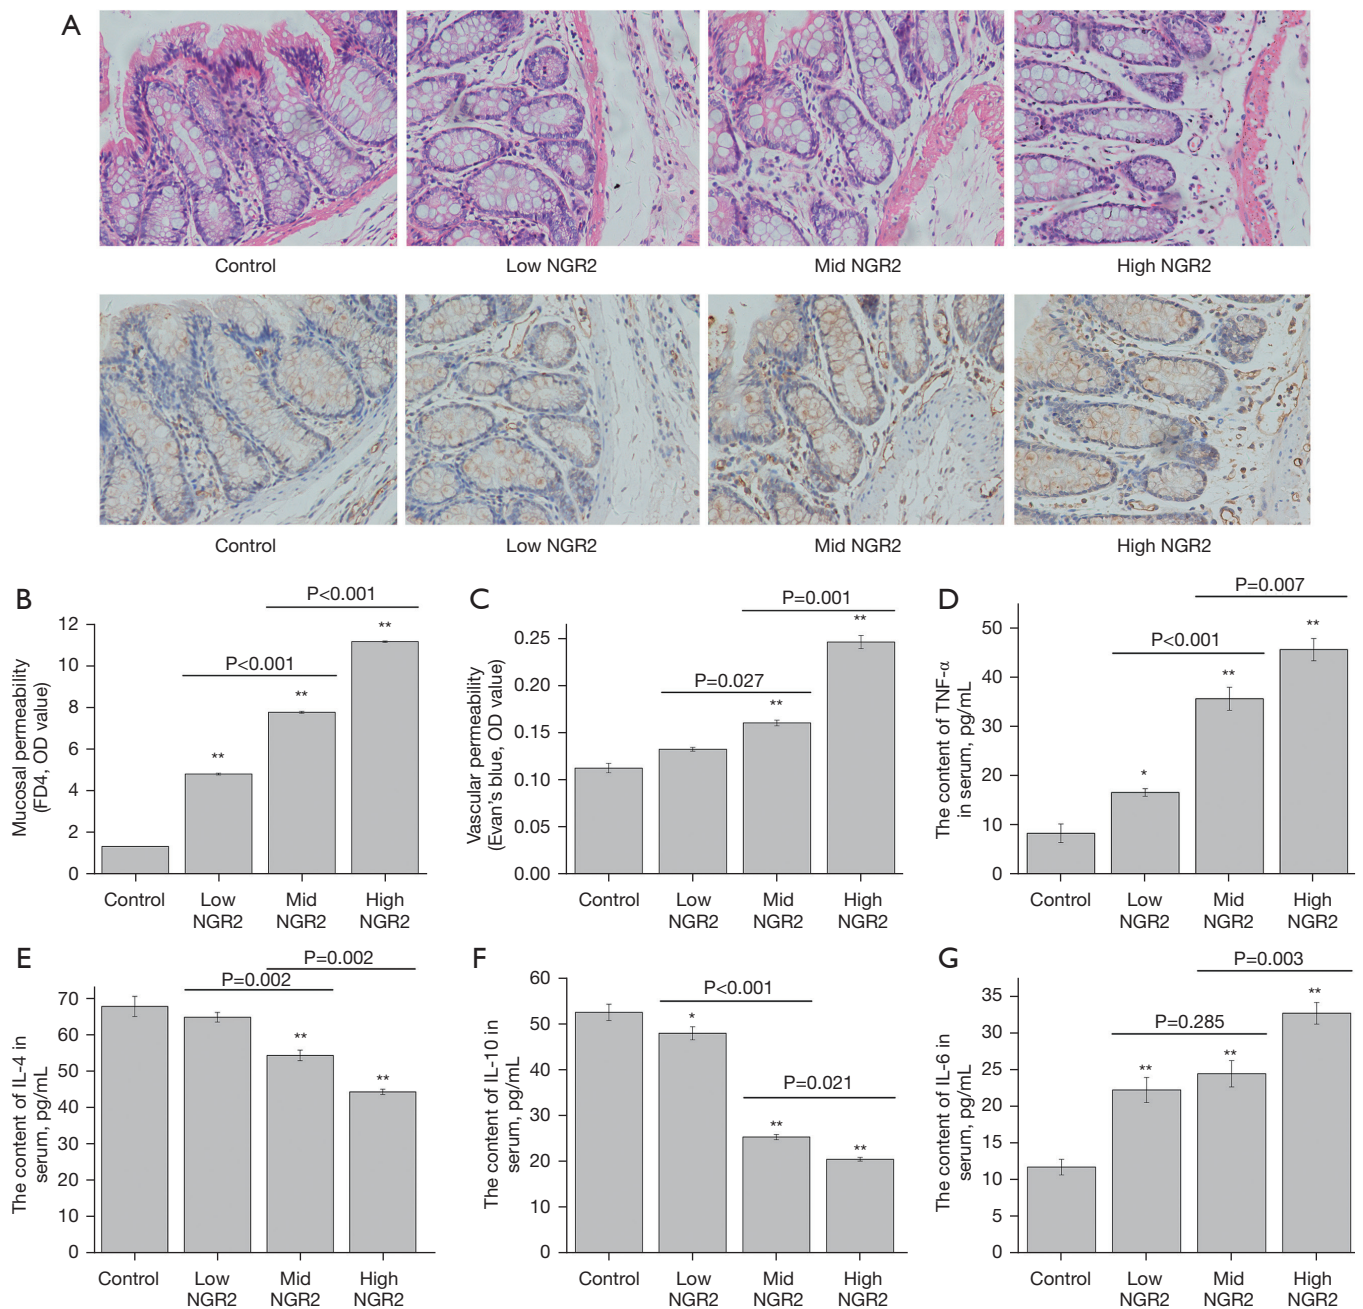 A
Control
Low NGR2
Mid NGR2
High NGR2
Control
Low NGR2
Mid NGR2
High NGR2
B
P<0.001
P<0.001
**
**
**
Mucosal permeability
(FD4, OD value)
12
10
8
6
4
2
0
Control
Low
NGR2
Mid
NGR2
High
NGR2
C
P=0.001
P=0.027
**
**
Vascular permeability
(Evan's blue, OD value)
0.25
0.20
0.15
0.10
0.05
0.00
Control
Low
NGR2
Mid
NGR2
High
NGR2
D
P=0.007
P<0.001
**
**
*
The content of TNF-α
in serum, pg/mL
50
40
30
20
10
0
Control
Low
NGR2
Mid
NGR2
High
NGR2
E
P=0.002
P=0.002
**
**
The content of IL-4 in
serum, pg/mL
70
60
50
40
30
20
10
0
Control
Low
NGR2
Mid
NGR2
High
NGR2
F
P<0.001
*
P=0.021
**
**
The content of IL-10 in
serum, pg/mL
60
50
40
30
20
10
0
Control
Low
NGR2
Mid
NGR2
High
NGR2
G
P=0.003
P=0.285
**
**
**
The content of IL-6 in
serum, pg/mL
35
30
25
20
15
10
5
0
Control
Low
NGR2
Mid
NGR2
High
NGR2